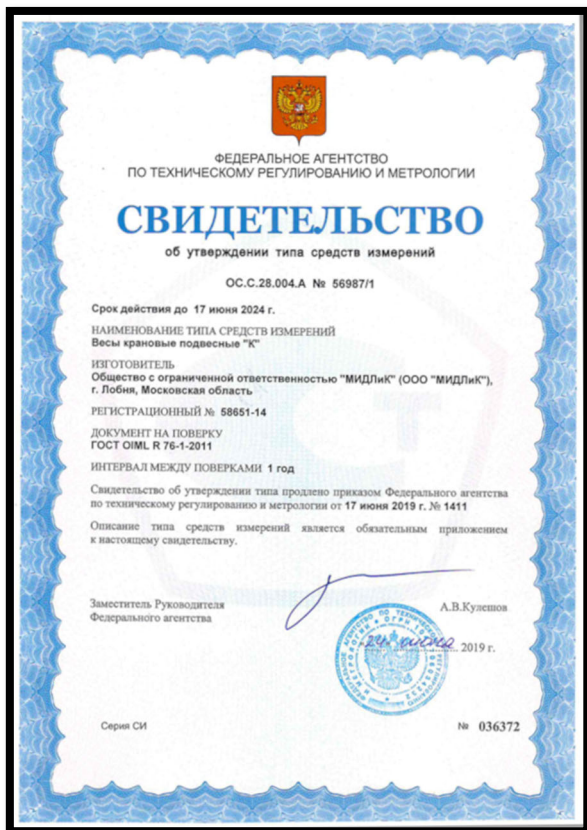 ФЕДЕРАЛЬНОЕ АГЕНТСТВО
ПО ТЕХНИЧЕСКОМУ РЕГУЛИРОВАНИЮ И МЕТРОЛОГИИ
СВИДЕТЕЛЬСТВО
об утверждении типа средств измерений
ОС.С.28.004.А № 56987/1
Срок действия до 17 июня 2024 г.
НАИМЕНОВАНИЕ ТИПА СРЕДСТВ ИЗМЕРЕНИЙ
Весы крановые подвесные "К"
ИЗГОТОВИТЕЛЬ
Общество с ограниченной ответственностью "МИДЛиК" (ООО "МИДЛиК"),
г. Лобня, Московская область
РЕГИСТРАЦИОННЫЙ № 58651-14
ДОКУМЕНТ НА ПОВЕРКУ
ГОСТ OIML R 76-1-2011
ИНТЕРВАЛ МЕЖДУ ПОВЕРКАМИ 1 год
Свидетельство об утверждении типа продлено приказом Федерального агентства
по техническому регулированию и метрологии от 17 июня 2019 г. № 1411
Описание типа средств измерений является обязательным приложением
к настоящему свидетельству.
Заместитель Руководителя
Федерального агентства
А.В.Кулешов
24 июня 2019 г.
Серия СИ
№ 036372